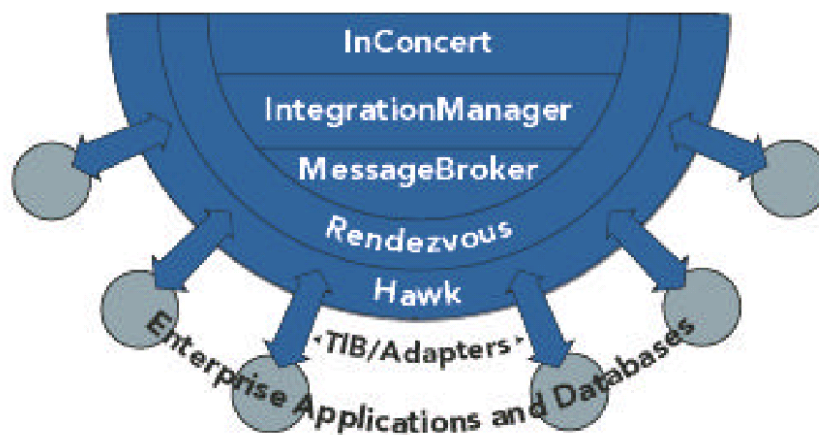 InConcert
IntegrationManager
MessageBroker
Rendezvous
Hawk
TIB/Adapters
Enterprise Applications and Databases